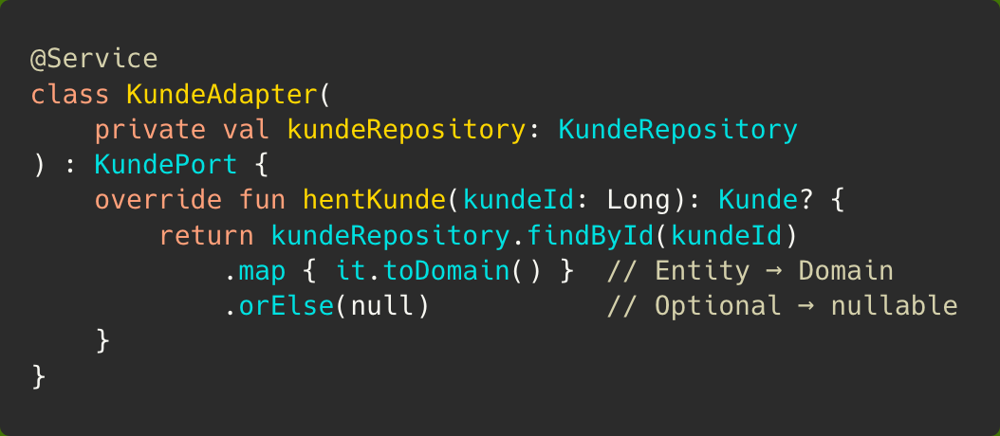 @Service
class KundeAdapter(
    private val kundeRepository: KundeRepository
) : KundePort {
    override fun hentKunde(kundeId: Long): Kunde? {
        return kundeRepository.findById(kundeId)
            .map { it.toDomain() }  // Entity → Domain
            .orElse(null)           // Optional → nullable
    }
}